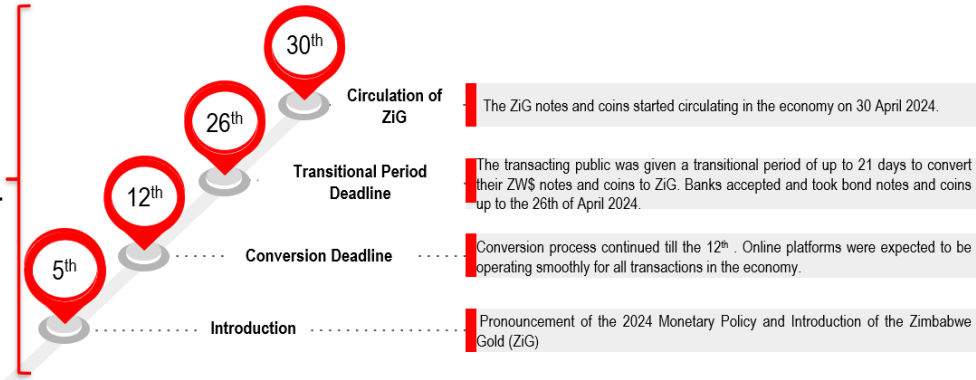 30th
Circulation of
ZiG
The ZiG notes and coins started circulating in the economy on 30 April 2024.
26th
Transitional Period
Deadline
The transacting public was given a transitional period of up to 21 days to convert
their ZW$ notes and coins to ZiG. Banks accepted and took bond notes and coins
up to the 26th of April 2024.
12th
Conversion Deadline
Conversion process continued till the 12th . Online platforms were expected to be
operating smoothly for all transactions in the economy.
5th
Introduction
Pronouncement of the 2024 Monetary Policy and Introduction of the Zimbabwe
Gold (ZiG)